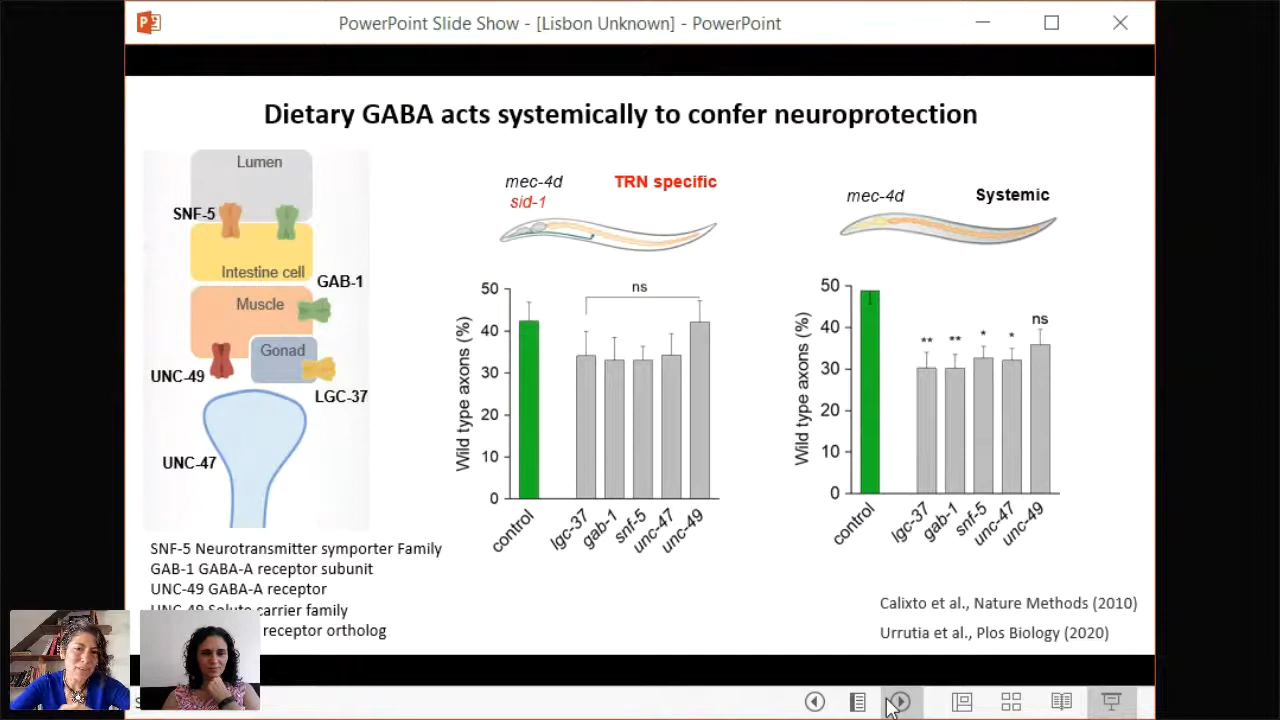 PowerPoint Slide Show - [Lisbon Unknown] - PowerPoint
Dietary GABA acts systemically to confer neuroprotection
Lumen
SNF-5
Intestine cell
GAB-1
Muscle
Gonad
UNC-49
LGC-37
UNC-47
SNF-5 Neurotransmitter symporter Family
GAB-1 GABA-A receptor subunit
UNC-49 GABA-A receptor
UNC-49 Solute carrier family
receptor ortholog
mec-4d
sid-1
TRN specific
ns
Wild type axons (%)
50
40
30
20
10
0
control
lgc-37
gab-1
snf-5
unc-47
unc-49
mec-4d
Systemic
Wild type axons (%)
50
40
30
20
10
0
**
**
*
*
ns
control
lgc-37
gab-1
snf-5
unc-47
unc-49
Calixto et al., Nature Methods (2010)
Urrutia et al., Plos Biology (2020)